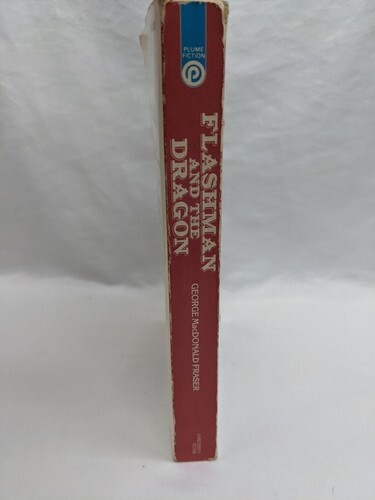 PLUME
FICTION
FLASHMAN
AND THE
DRAGON
GEORGE MacDONALD FRASER